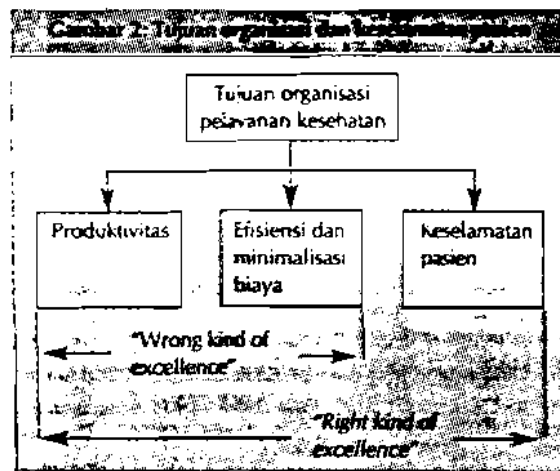 Gambar 2: Tujuan organisasi dan keselamatan pasien
Tujuan organisasi
pelayanan kesehatan
Produktivitas
Efisiensi dan
minimalisasi
biaya
Keselamatan
pasien
"Wrong kind of
excellence"
"Right kind of
excellence"